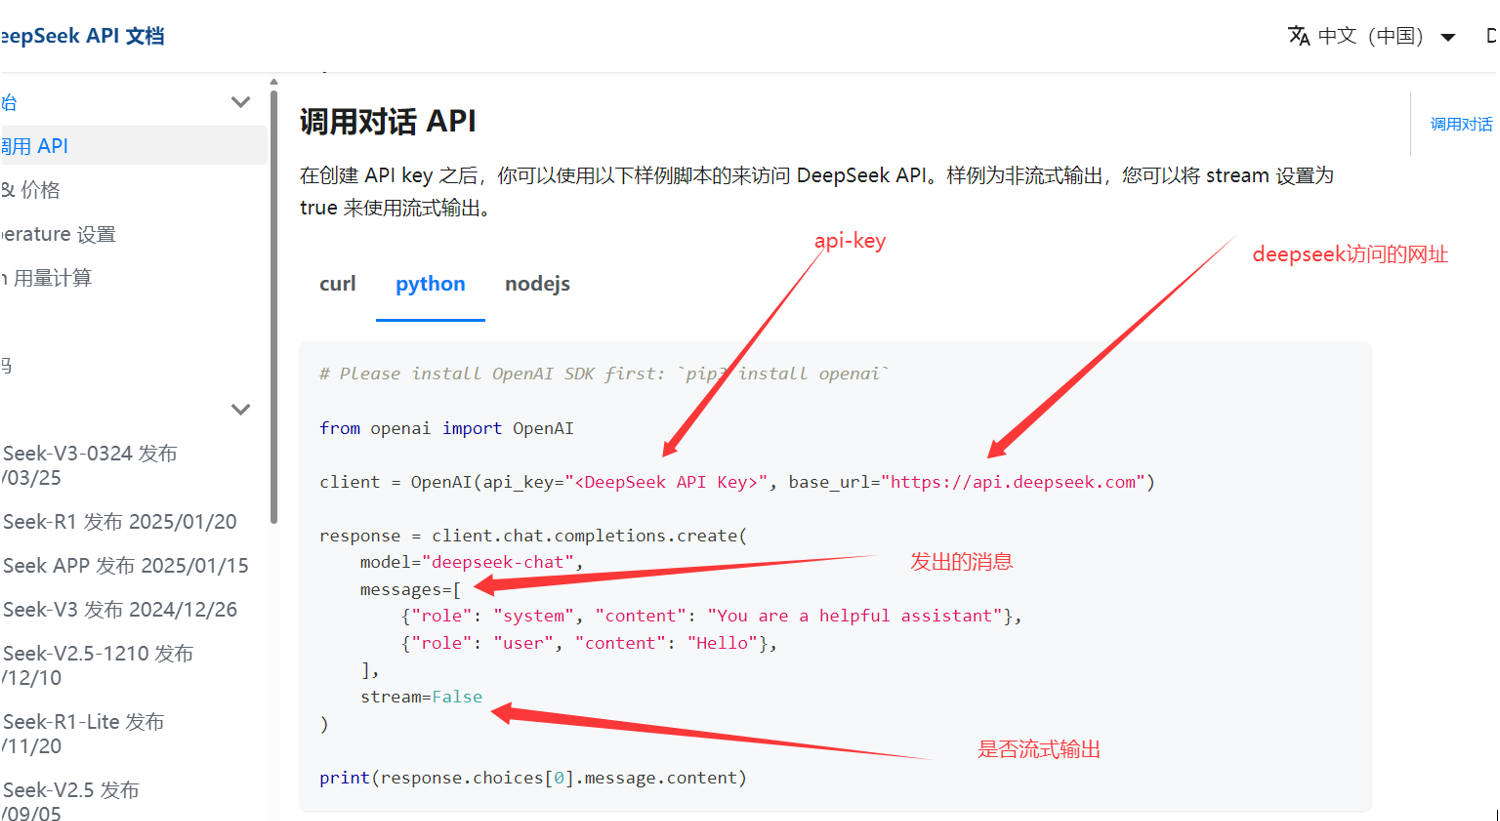 eepSeek API 文档
中文（中国）
始
调用 API
& 价格
erature 设置
n 用量计算
码
Seek-V3-0324 发布
/03/25
Seek-R1 发布 2025/01/20
Seek APP 发布 2025/01/15
Seek-V3 发布 2024/12/26
Seek-V2.5-1210 发布
/12/10
Seek-R1-Lite 发布
/11/20
Seek-V2.5 发布
/09/05
调用对话 API
在创建 API key 之后，你可以使用以下样例脚本的来访问 DeepSeek API。样例为非流式输出，您可以将 stream 设置为
true 来使用流式输出。
api-key
deepseek访问的网址
curl python nodejs
# Please install OpenAI SDK first: `pip3 install openai`
from openai import OpenAI
client = OpenAI(api_key="<DeepSeek API Key>", base_url="https://api.deepseek.com")
response = client.chat.completions.create(
model="deepseek-chat",
发出的消息
messages=[
{"role": "system", "content": "You are a helpful assistant"},
{"role": "user", "content": "Hello"},
],
stream=False
)
是否流式输出
print(response.choices[0].message.content)
调用对话